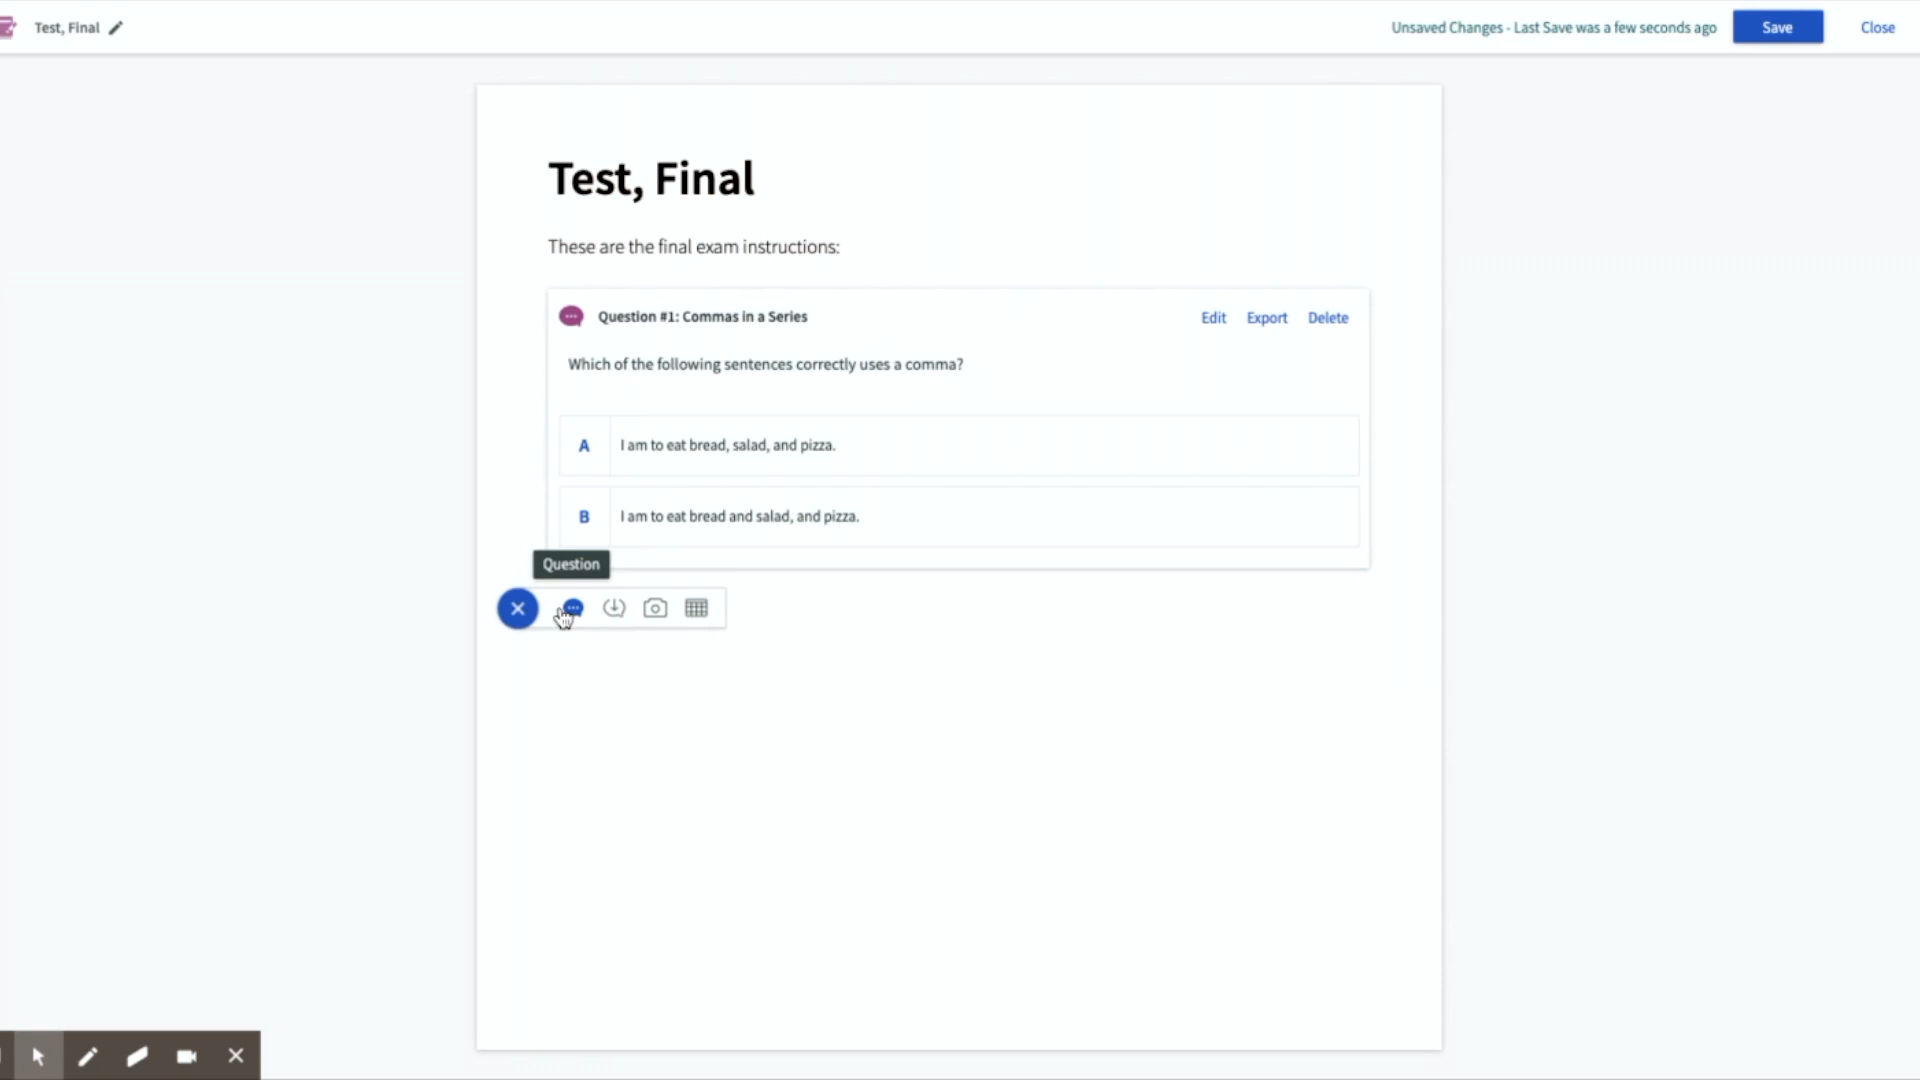 Test, Final
Unsaved Changes - Last Save was a few seconds ago
Save
Close
Test, Final
These are the final exam instructions:
Question #1: Commas in a Series
Edit
Export
Delete
Which of the following sentences correctly uses a comma?
A
I am to eat bread, salad, and pizza.
B
I am to eat bread and salad, and pizza.
Question